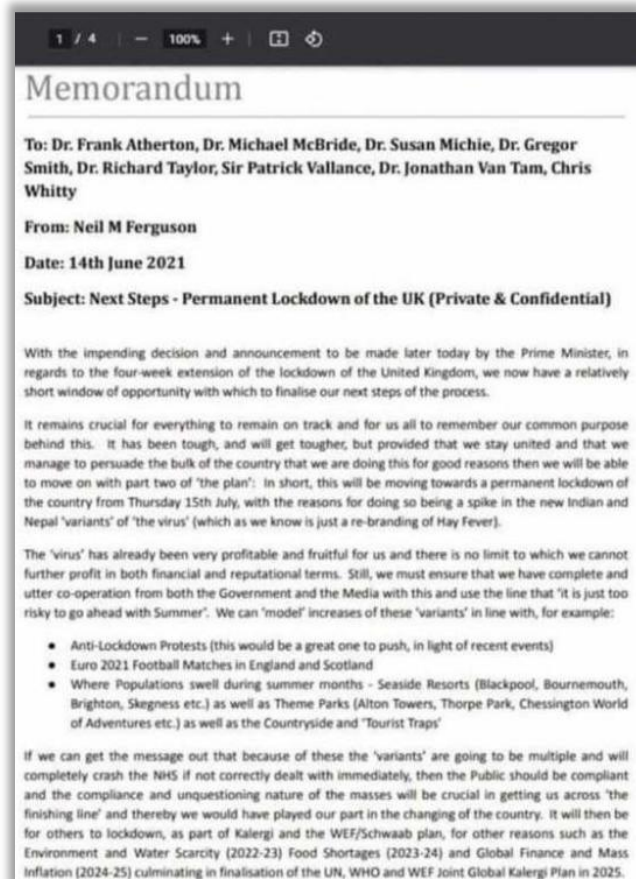 1 / 4 | − 100% + |
Memorandum
To: Dr. Frank Atherton, Dr. Michael McBride, Dr. Susan Michie, Dr. Gregor
Smith, Dr. Richard Taylor, Sir Patrick Vallance, Dr. Jonathan Van Tam, Chris
Whitty
From: Neil M Ferguson
Date: 14th June 2021
Subject: Next Steps - Permanent Lockdown of the UK (Private & Confidential)
With the impending decision and announcement to be made later today by the Prime Minister, in
regards to the four-week extension of the lockdown of the United Kingdom, we now have a relatively
short window of opportunity with which to finalise our next steps of the process.
It remains crucial for everything to remain on track and for us all to remember our common purpose
behind this. It has been tough, and will get tougher, but provided that we stay united and that we
manage to persuade the bulk of the country that we are doing this for good reasons then we will be able
to move on with part two of 'the plan': In short, this will be moving towards a permanent lockdown of
the country from Thursday 15th July, with the reasons for doing so being a spike in the new Indian and
Nepal 'variants' of 'the virus' (which as we know is just a re-branding of Hay Fever).
The 'virus' has already been very profitable and fruitful for us and there is no limit to which we cannot
further profit in both financial and reputational terms. Still, we must ensure that we have complete and
utter co-operation from both the Government and the Media with this and use the line that 'it is just too
risky to go ahead with Summer'. We can 'model' increases of these 'variants' in line with, for example:
• Anti-Lockdown Protests (this would be a great one to push, in light of recent events)
• Euro 2021 Football Matches in England and Scotland
• Where Populations swell during summer months - Seaside Resorts (Blackpool, Bournemouth,
Brighton, Skegness etc.) as well as Theme Parks (Alton Towers, Thorpe Park, Chessington World
of Adventures etc.) as well as the Countryside and 'Tourist Traps'
If we can get the message out that because of these the 'variants' are going to be multiple and will
completely crash the NHS if not correctly dealt with immediately, then the Public should be compliant
and the compliance and unquestioning nature of the masses will be crucial in getting us across 'the
finishing line' and thereby we would have played our part in the changing of the country. It will then be
for others to lockdown, as part of Kalergi and the WEF/Schwaab plan, for other reasons such as the
Environment and Water Scarcity (2022-23) Food Shortages (2023-24) and Global Finance and Mass
Inflation (2024-25) culminating in finalisation of the UN, WHO and WEF Joint Global Kalergi Plan in 2025.